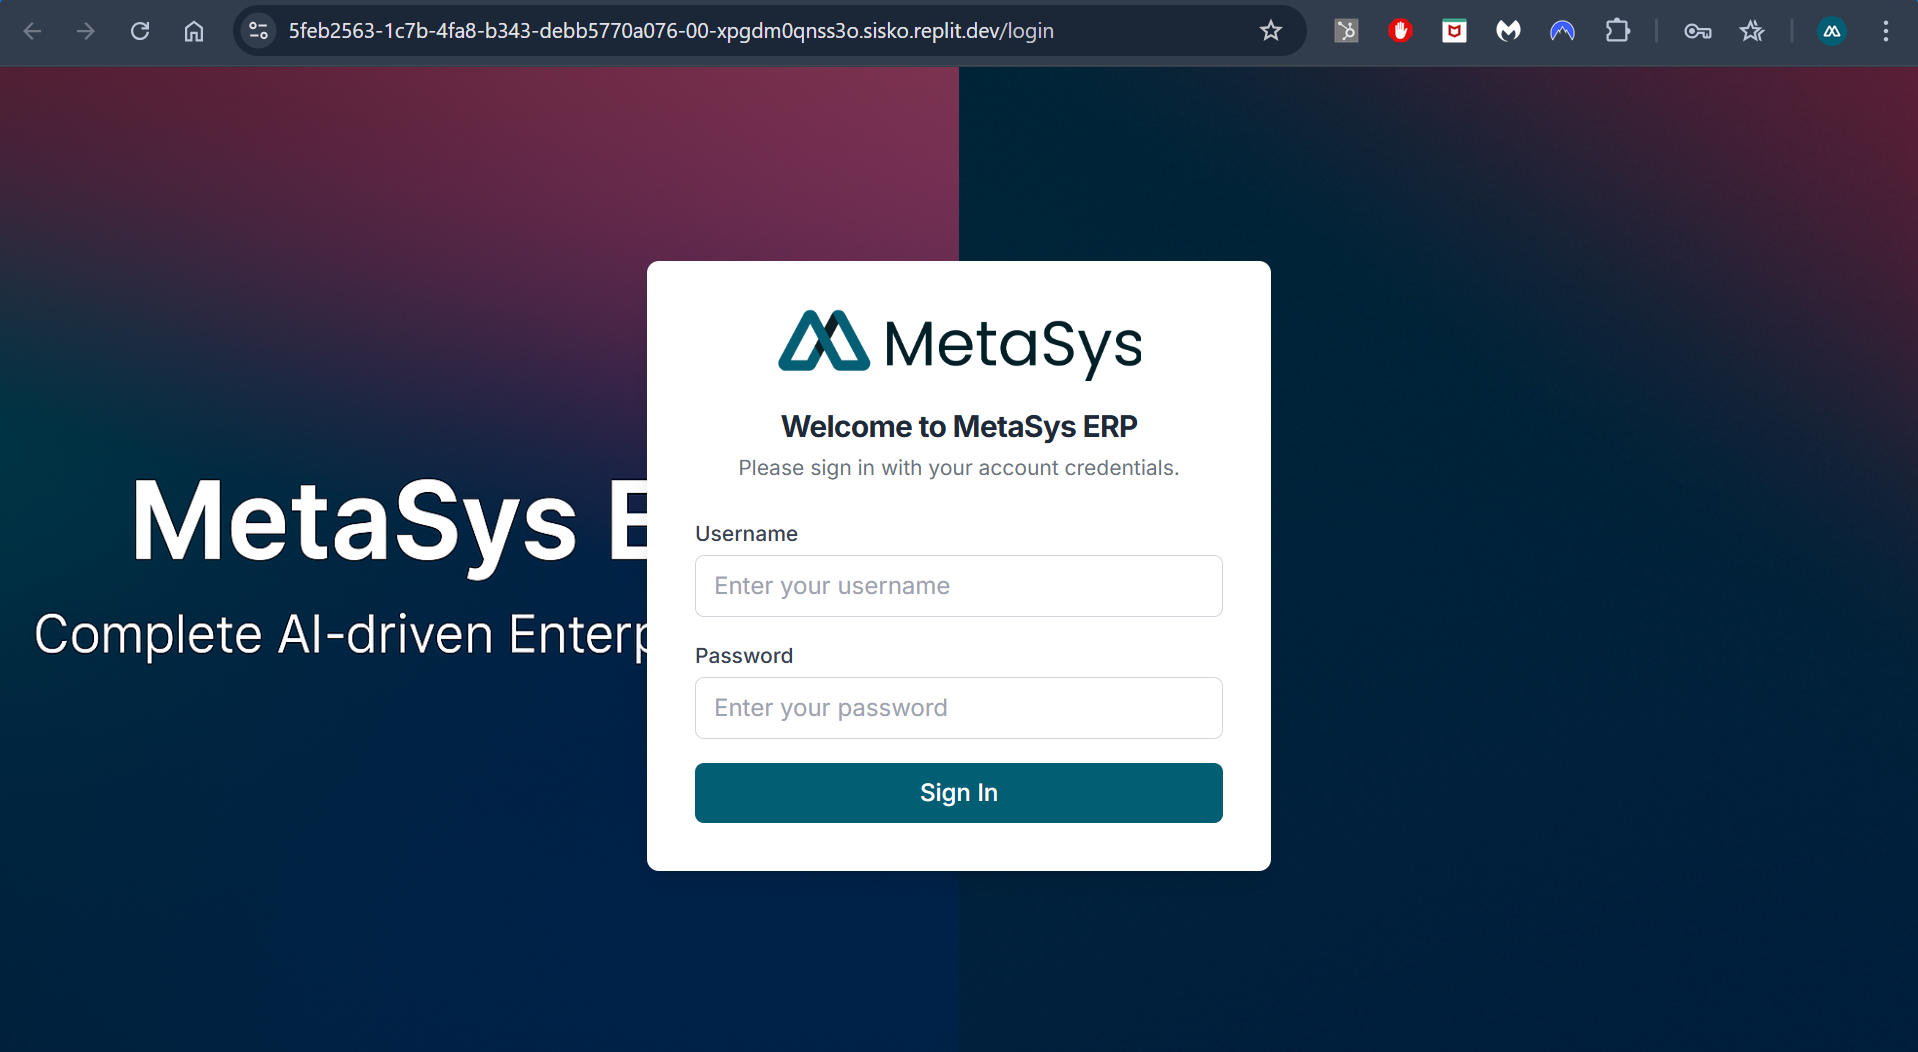 5feb2563-1c7b-4fa8-b343-debb5770a076-00-xpgdm0qnss3o.sisko.replit.dev/login
MetaSys
Welcome to MetaSys ERP
Please sign in with your account credentials.
MetaSys E
Complete AI-driven Enterp
Username
Enter your username
Password
Enter your password
Sign In